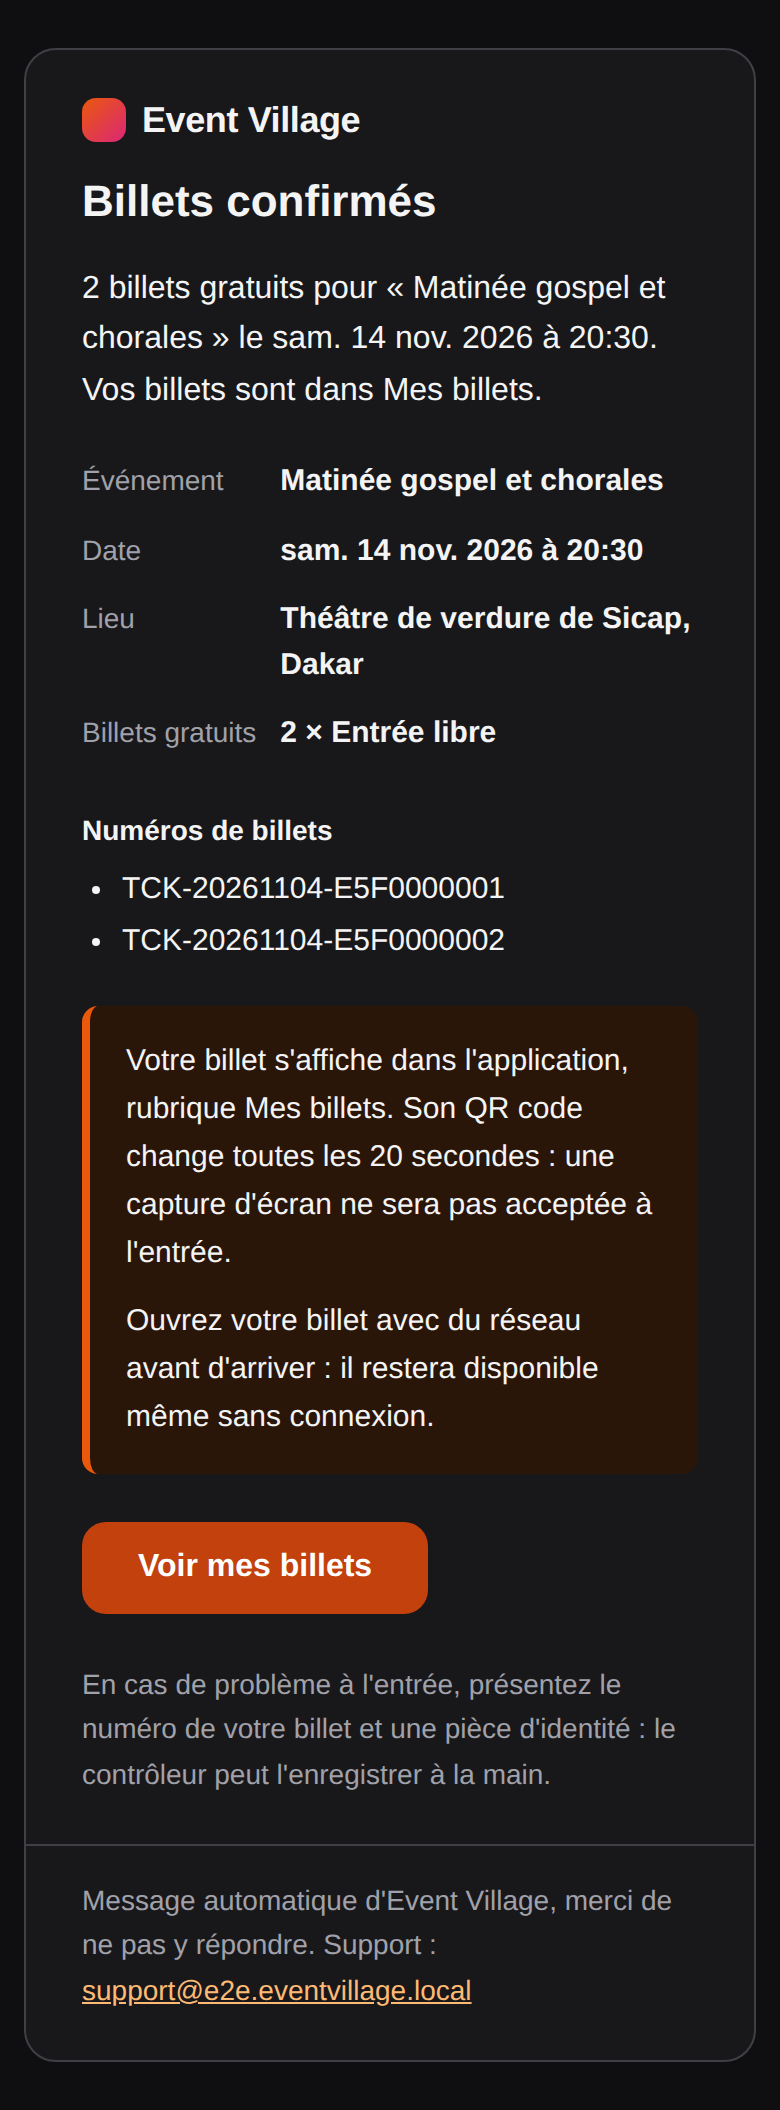 Event Village
Billets confirmés
2 billets gratuits pour « Matinée gospel et
chorales » le sam. 14 nov. 2026 à 20:30.
Vos billets sont dans Mes billets.
Événement Matinée gospel et chorales
Date sam. 14 nov. 2026 à 20:30
Lieu Théâtre de verdure de Sicap,
Dakar
Billets gratuits 2 × Entrée libre
Numéros de billets
• TCK-20261104-E5F0000001
• TCK-20261104-E5F0000002
Votre billet s'affiche dans l'application,
rubrique Mes billets. Son QR code
change toutes les 20 secondes : une
capture d'écran ne sera pas acceptée à
l'entrée.
Ouvrez votre billet avec du réseau
avant d'arriver : il restera disponible
même sans connexion.
Voir mes billets
En cas de problème à l'entrée, présentez le
numéro de votre billet et une pièce d'identité : le
contrôleur peut l'enregistrer à la main.
Message automatique d'Event Village, merci de
ne pas y répondre. Support :
support@e2e.eventvillage.local